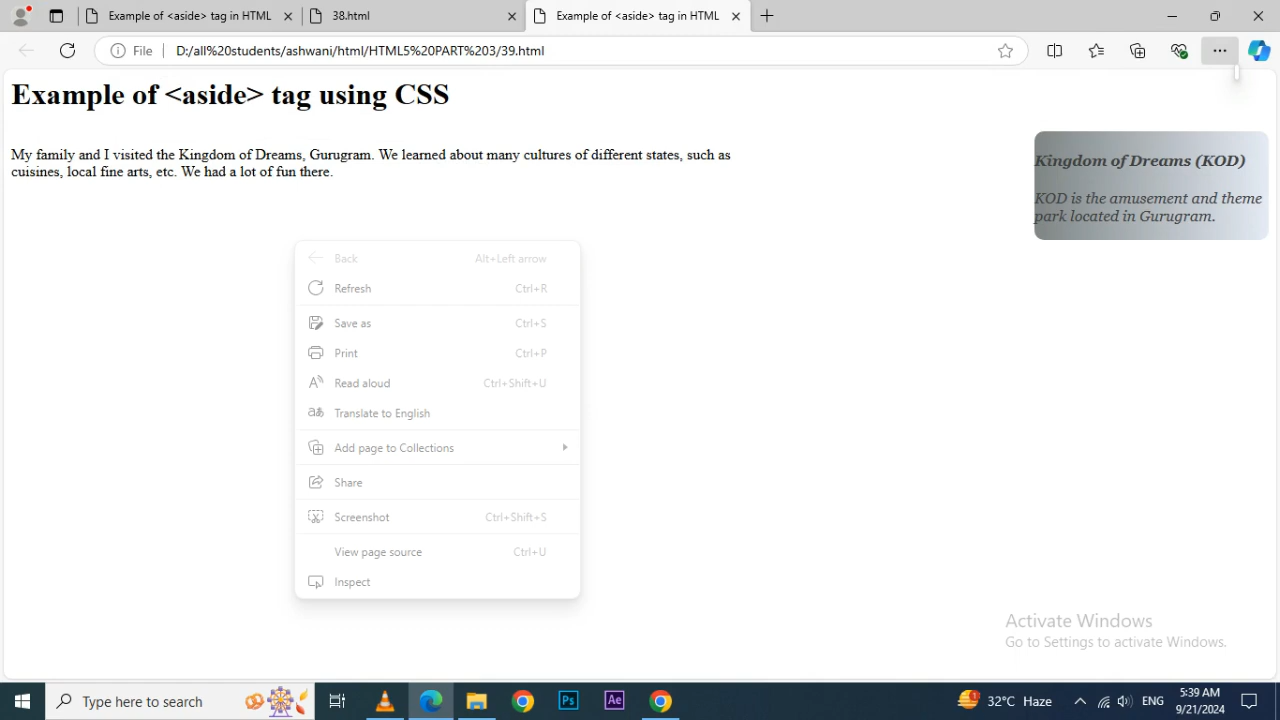 Example of <aside> tag in HTML
38.html
Example of <aside> tag in HTML
File
D:/all%20students/ashwani/html/HTML5%20PART%203/39.html
Example of <aside> tag using CSS
My family and I visited the Kingdom of Dreams, Gurugram. We learned about many cultures of different states, such as
cuisines, local fine arts, etc. We had a lot of fun there.
Kingdom of Dreams (KOD)
KOD is the amusement and theme
park located in Gurugram.
Back Alt+Left arrow
Refresh Ctrl+R
Save as Ctrl+S
Print Ctrl+P
Read aloud Ctrl+Shift+U
Translate to English
Add page to Collections
Share
Screenshot Ctrl+Shift+S
View page source Ctrl+U
Inspect
Activate Windows
Go to Settings to activate Windows.
Type here to search
Ps
Ae
32°C Haze
ENG
5:39 AM
9/21/2024